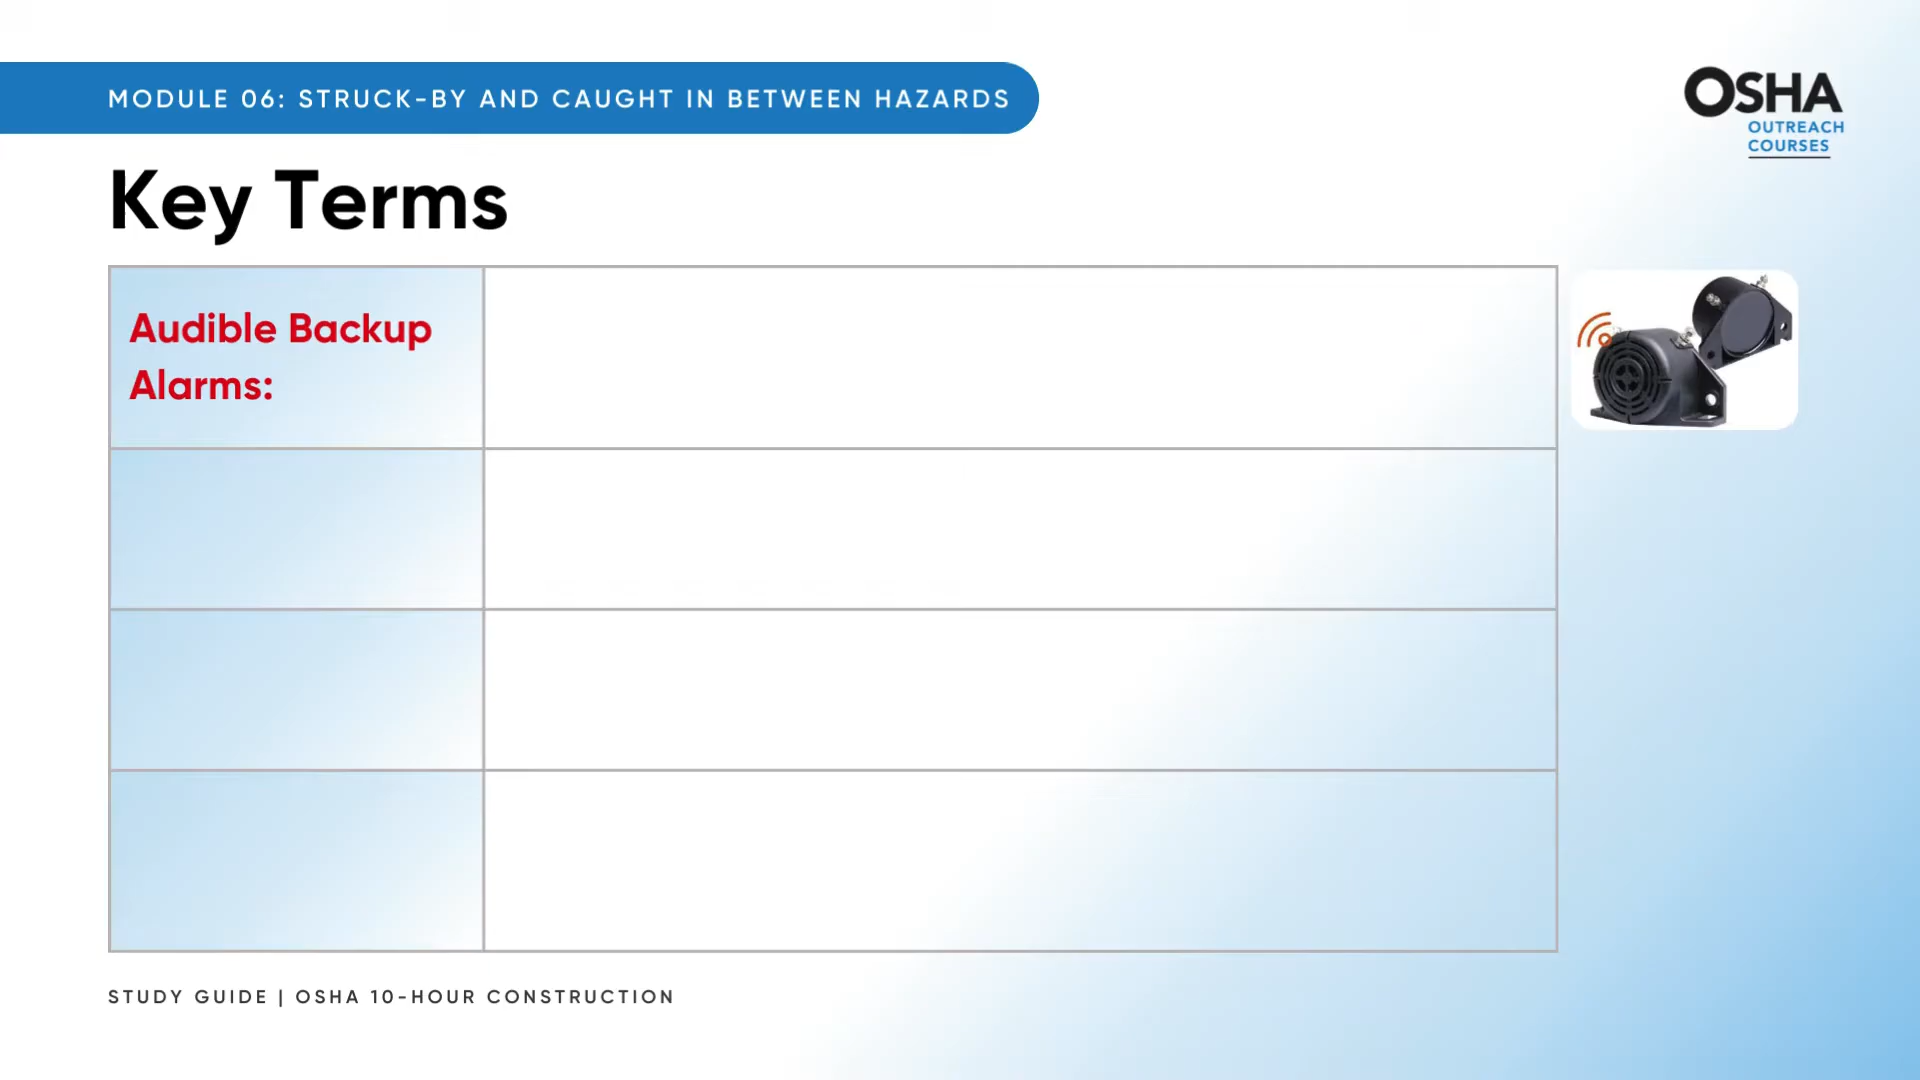 MODULE 06: STRUCK-BY AND CAUGHT IN BETWEEN HAZARDS
OSHA
OUTREACH
COURSES
Key Terms
Audible Backup
Alarms:
STUDY GUIDE | OSHA 10-HOUR CONSTRUCTION